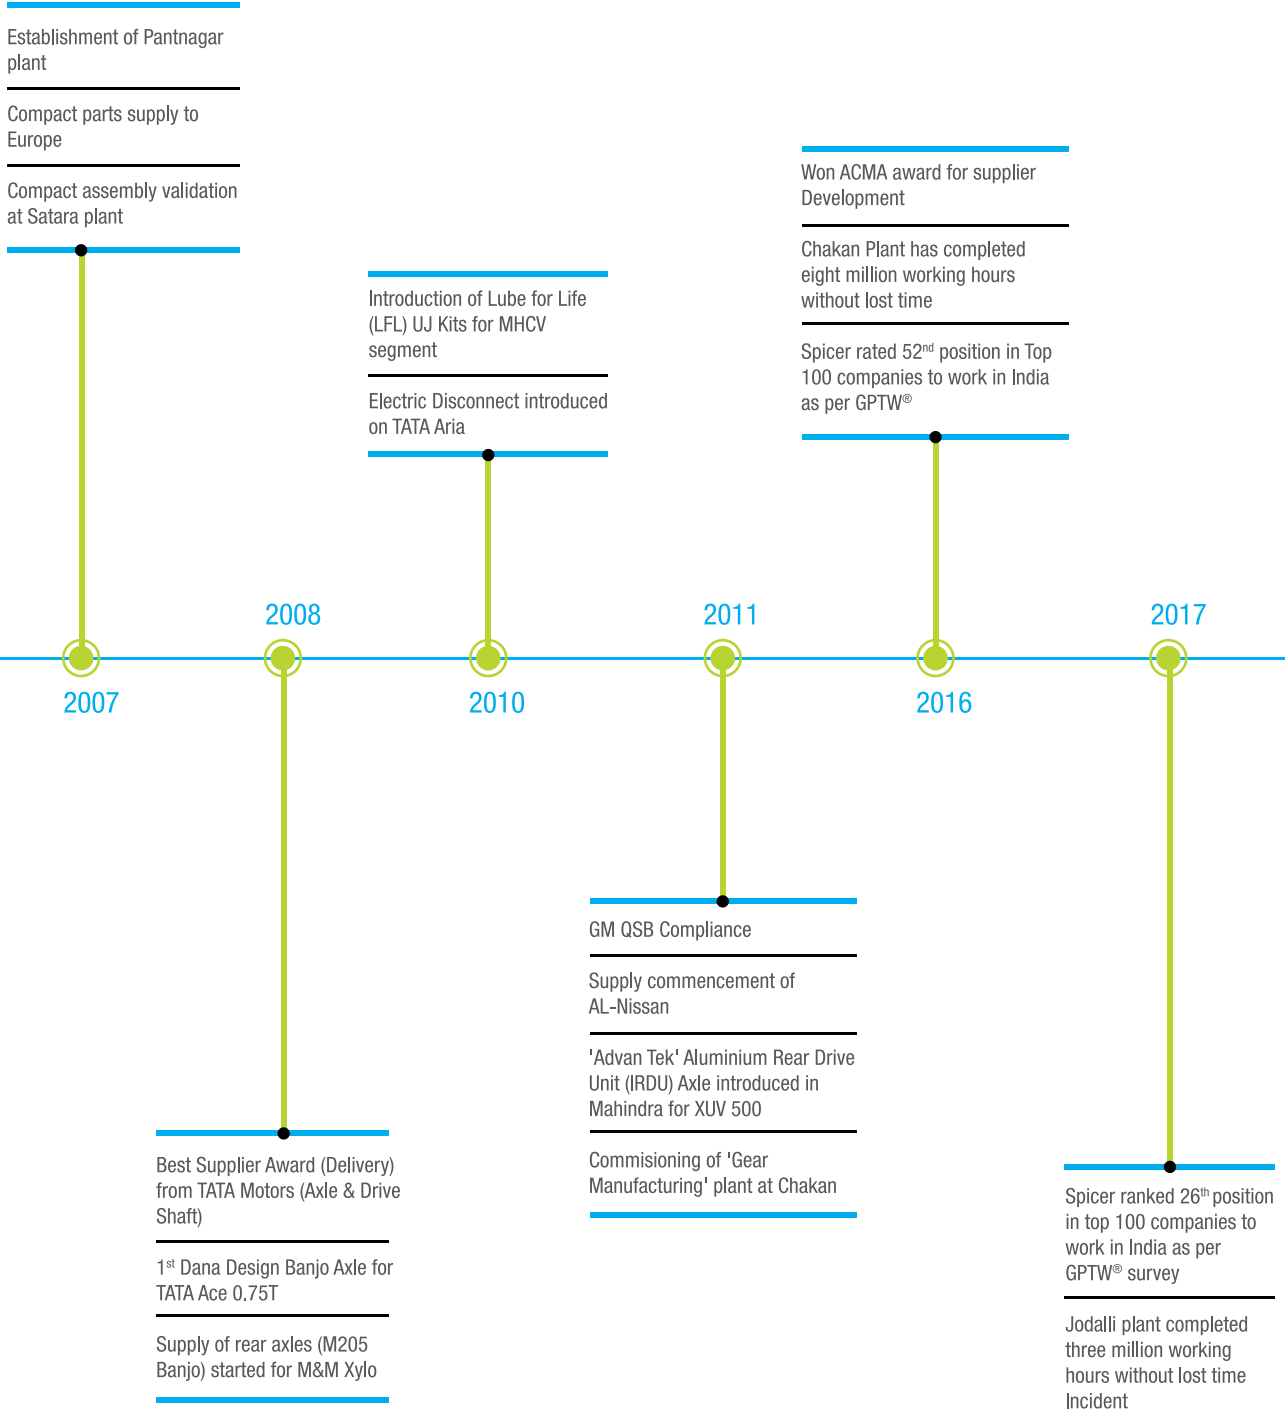 Establishment of Pantnagar
plant
Compact parts supply to
Europe
Compact assembly validation
at Satara plant
2007
2008
Best Supplier Award (Delivery)
from TATA Motors (Axle & Drive
Shaft)
1st Dana Design Banjo Axle for
TATA Ace 0.75T
Supply of rear axles (M205
Banjo) started for M&M Xylo
Introduction of Lube for Life
(LFL) UJ Kits for MHCV
segment
Electric Disconnect introduced
on TATA Aria
2010
2011
GM QSB Compliance
Supply commencement of
AL-Nissan
'Advan Tek' Aluminium Rear Drive
Unit (IRDU) Axle introduced in
Mahindra for XUV 500
Commisioning of 'Gear
Manufacturing' plant at Chakan
Won ACMA award for supplier
Development
Chakan Plant has completed
eight million working hours
without lost time
Spicer rated 52nd position in Top
100 companies to work in India
as per GPTW®
2016
2017
Spicer ranked 26th position
in top 100 companies to
work in India as per
GPTW® survey
Jodalli plant completed
three million working
hours without lost time
Incident